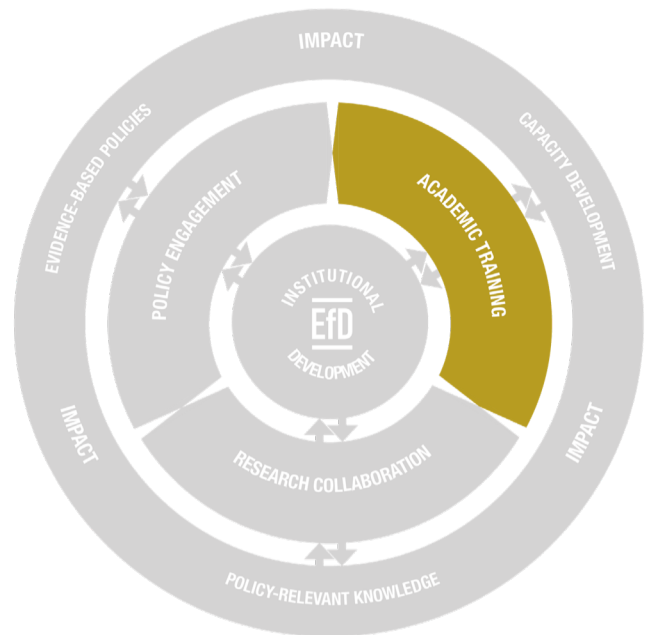 IMPACT
EVIDENCE-BASED POLICIES
CAPACITY DEVELOPMENT
POLICY ENGAGEMENT
ACADEMIC TRAINING
INSTITUTIONAL
EfD
DEVELOPMENT
IMPACT
IMPACT
RESEARCH COLLABORATION
POLICY-RELEVANT KNOWLEDGE